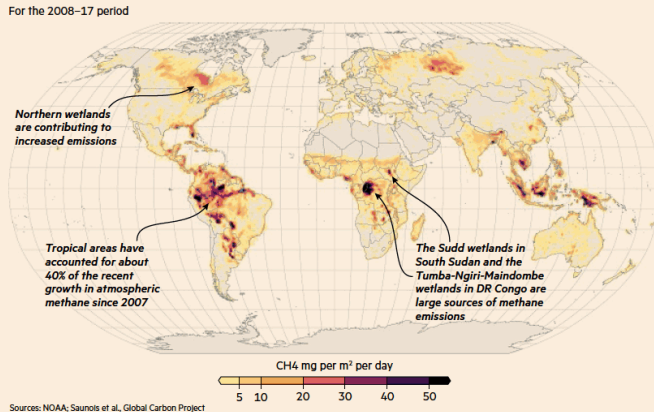 For the 2008–17 period
Northern wetlands
are contributing to
increased emissions
Tropical areas have
accounted for about
40% of the recent
growth in atmospheric
methane since 2007
The Sudd wetlands in
South Sudan and the
Tumba-Ngiri-Maindombe
wetlands in DR Congo are
large sources of methane
emissions
CH4 mg per m² per day
5 10 20 30 40 50
Sources: NOAA; Saunois et al., Global Carbon Project